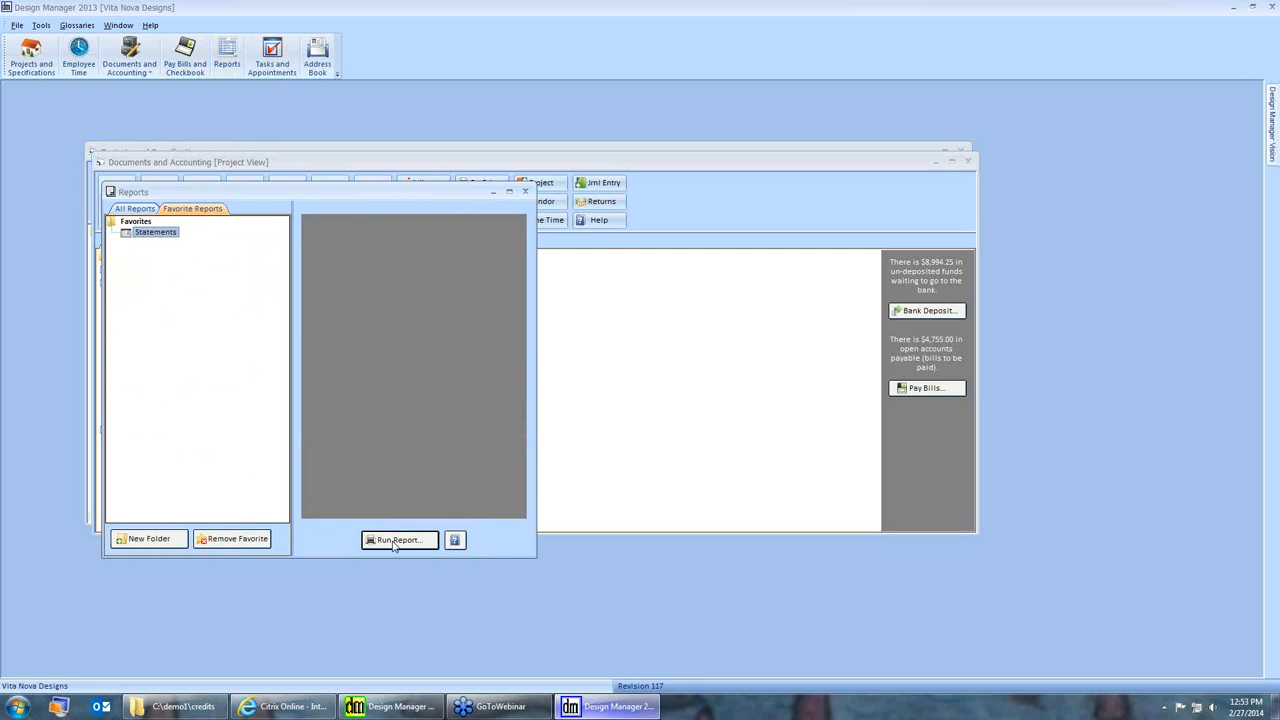 Design Manager 2013 [Vita Nova Designs]
File Tools Glossaries Window Help
Projects and Specifications
Employee Time
Documents and Accounting
Pay Bills and Checkbook
Reports
Tasks and Appointments
Address Book
Design Manager Vision
Documents and Accounting [Project View]
Project
Jrnl Entry
Returns
Time
Help
Reports
All Reports Favorite Reports
Favorites
Statements
There is $8,994.25 in
un-deposited funds
waiting to go to the
bank.
Bank Deposit...
There is $4,755.00 in
open accounts
payable (bills to be
paid).
Pay Bills...
New Folder
Remove Favorite
Run Report...
Vita Nova Designs
Revision 117
C:\demo1\credits
Citrix Online - Int...
Design Manager ...
GoToWebinar
Design Manager 2...
12:53 PM
2/27/2014